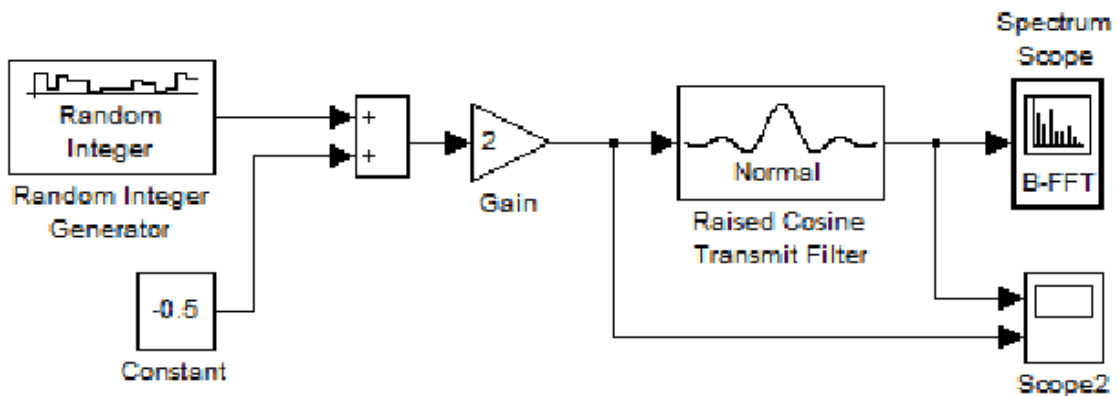 Spectrum
Scope
Random
Integer
+
+
2
Normal
B-FFT
Random Integer
Generator
Gain
Raised Cosine
Transmit Filter
-0.5
Constant
Scope2